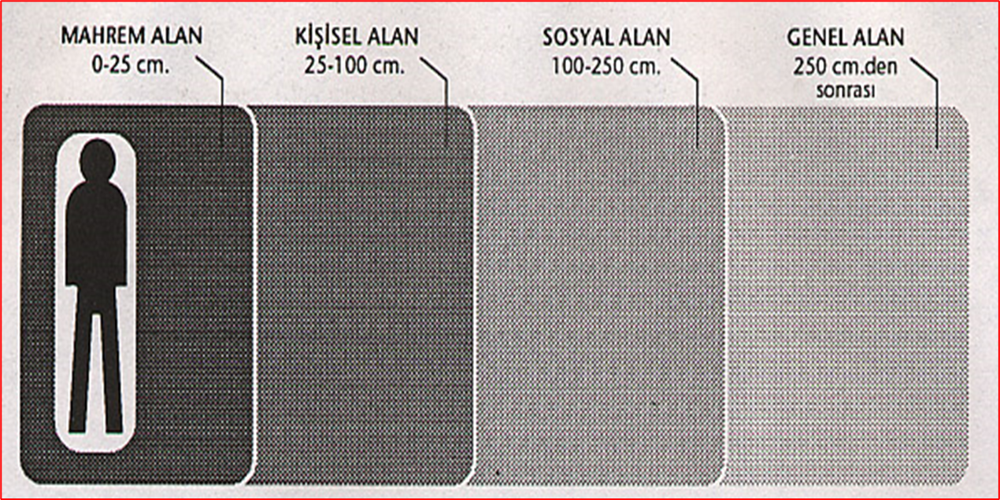 MAHREM ALAN
0-25 cm.
KİŞİSEL ALAN
25-100 cm.
SOSYAL ALAN
100-250 cm.
GENEL ALAN
250 cm.den
sonrası